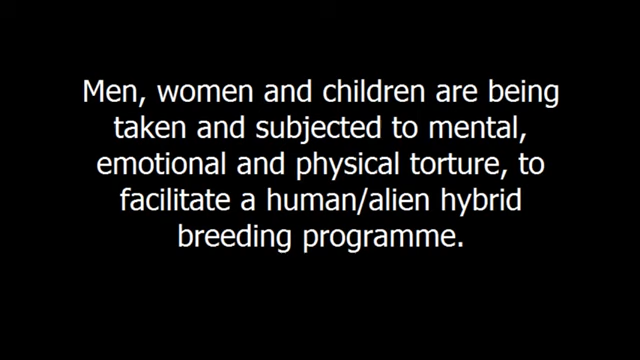 Men, women and children are being
taken and subjected to mental,
emotional and physical torture, to
facilitate a human/alien hybrid
breeding programme.